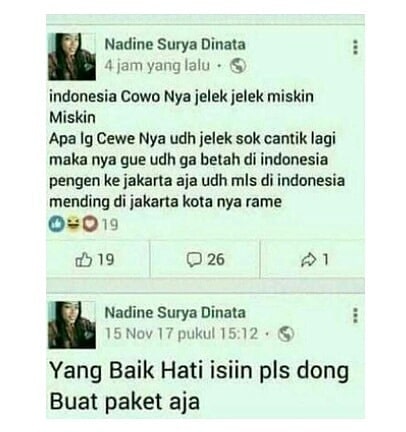 Nadine Surya Dinata
4 jam yang lalu ·
indonesia Cowo Nya jelek jelek miskin
Miskin
Apa lg Cewe Nya udh jelek sok cantik lagi
maka nya gue udh ga betah di indonesia
pengen ke jakarta aja udh mls di indonesia
mending di jakarta kota nya rame
19
19 26 1
Nadine Surya Dinata
15 Nov 17 pukul 15:12 ·
Yang Baik Hati isiin pls dong
Buat paket aja